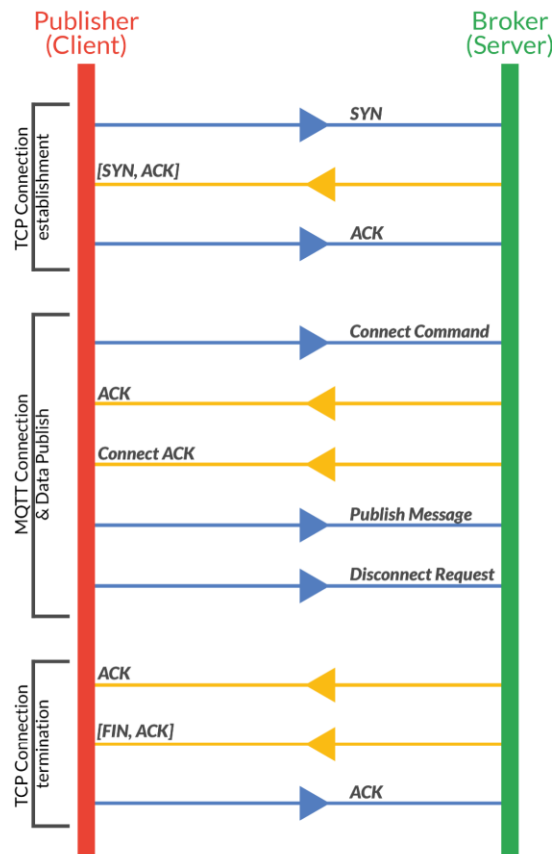 Publisher
(Client)
Broker
(Server)
TCP Connection
establishment
SYN
[SYN, ACK]
ACK
MQTT Connection
& Data Publish
Connect Command
ACK
Connect ACK
Publish Message
Disconnect Request
TCP Connection
termination
ACK
[FIN, ACK]
ACK